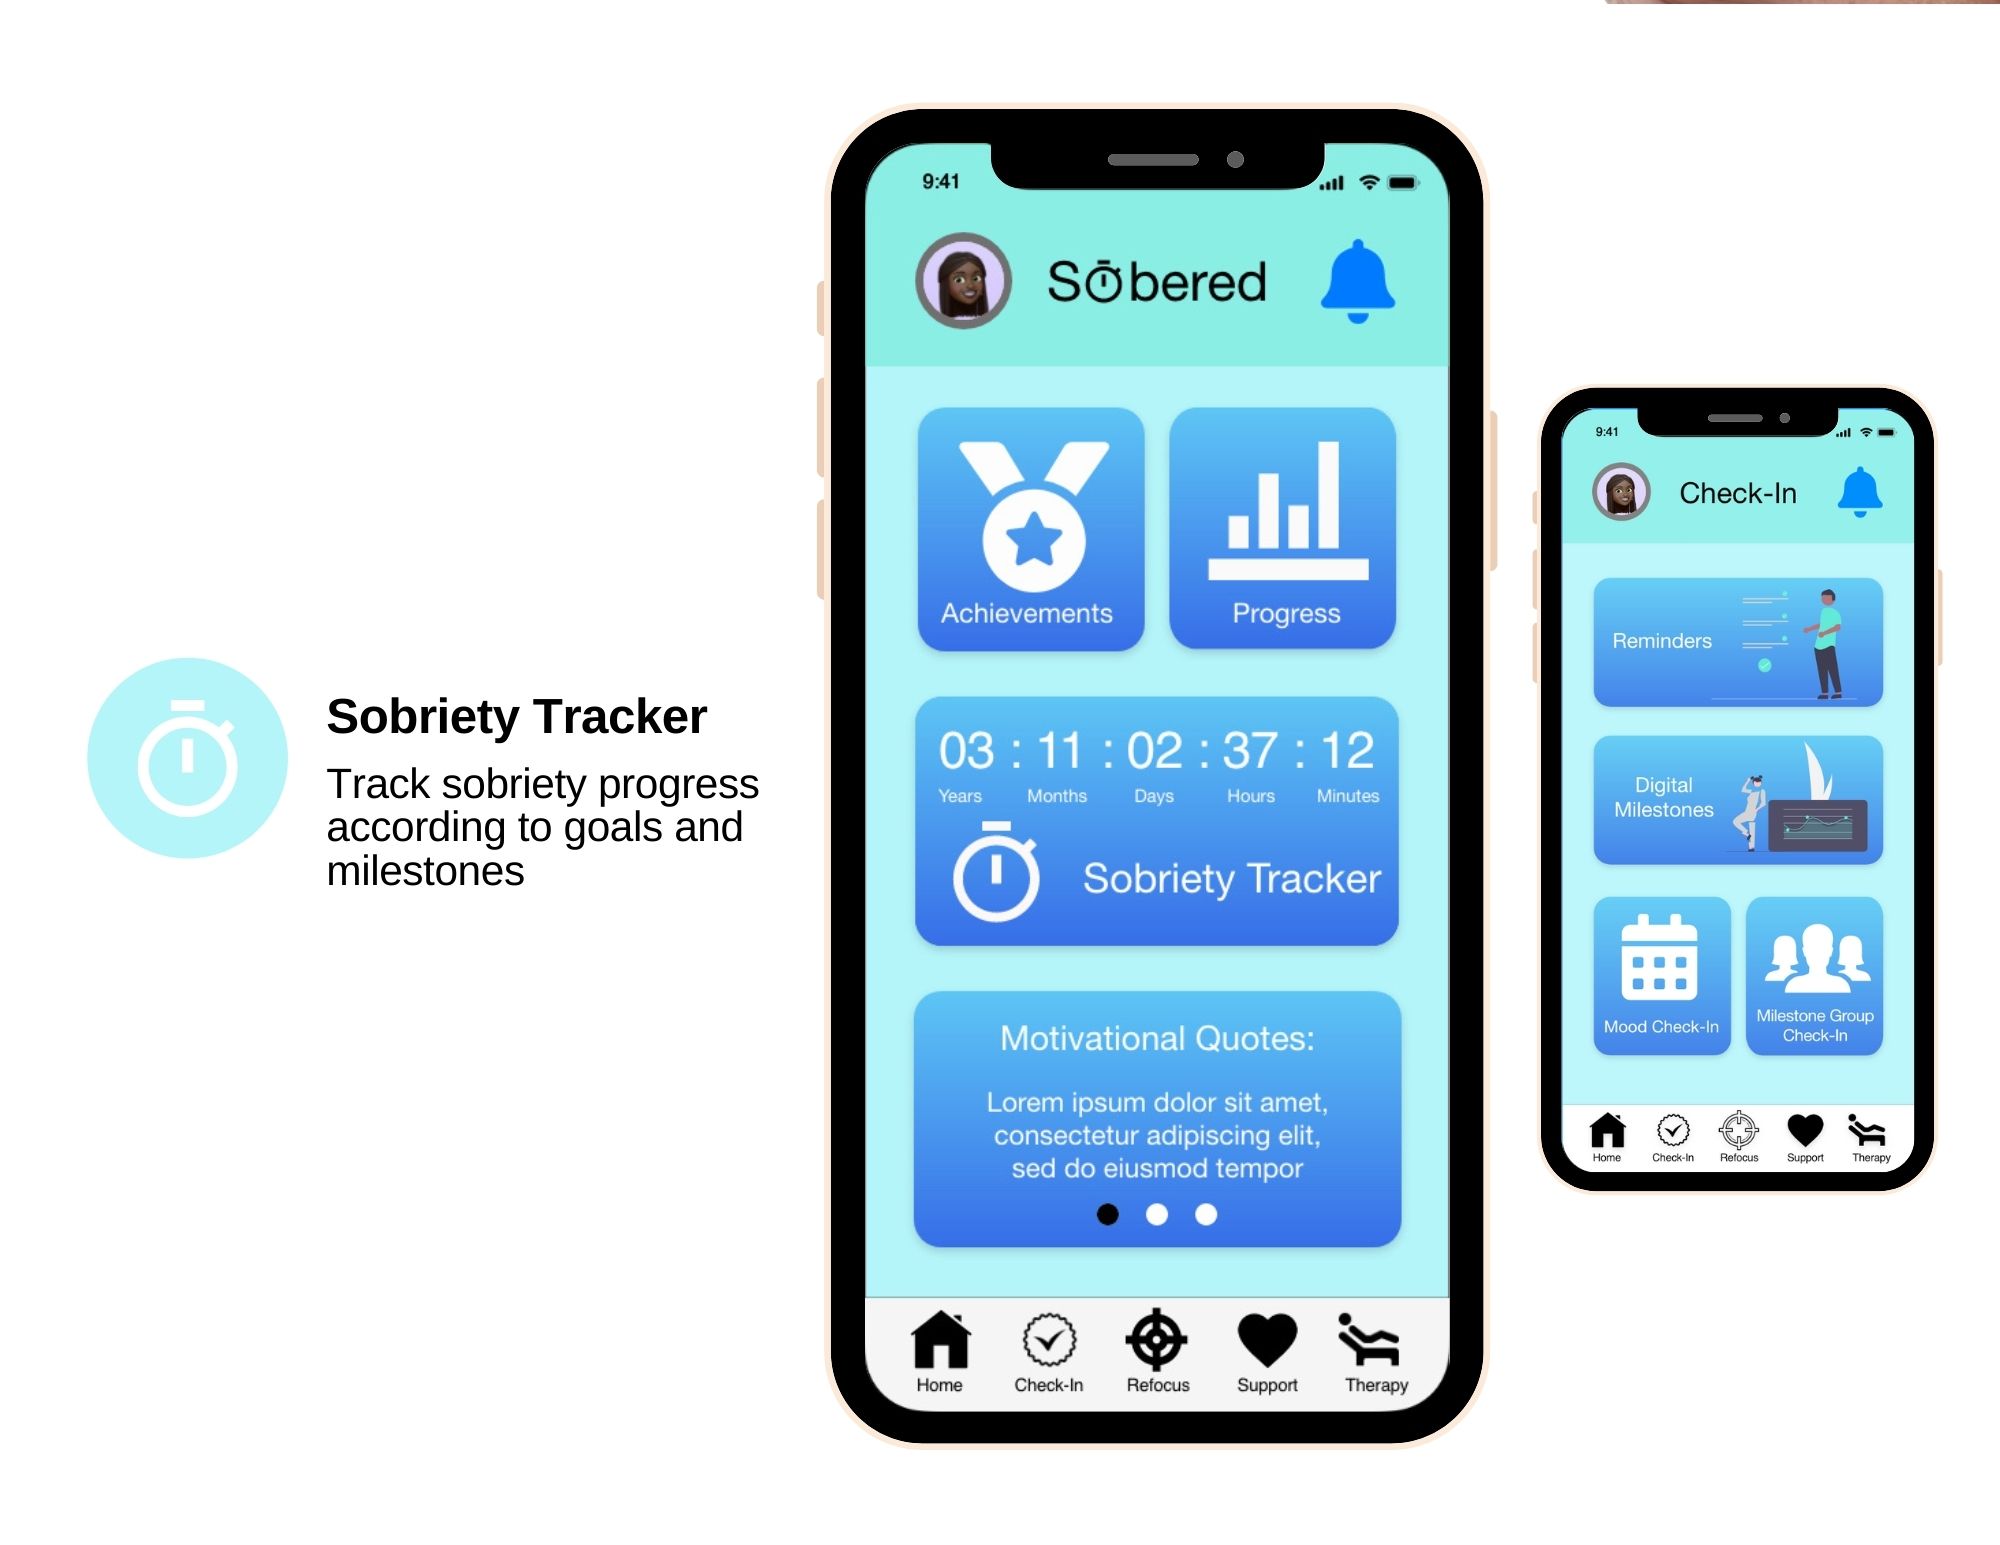 Sobriety Tracker
Track sobriety progress
according to goals and
milestones
9:41
Sobered
Achievements
Progress
03 : 11 : 02 : 37 : 12
Years Months Days Hours Minutes
Sobriety Tracker
Motivational Quotes:
Lorem ipsum dolor sit amet,
consectetur adipiscing elit,
sed do eiusmod tempor
Home Check-In Refocus Support Therapy
9:41
Check-In
Reminders
Digital
Milestones
Mood Check-In
Milestone Group
Check-In
Home Check-In Refocus Support Therapy